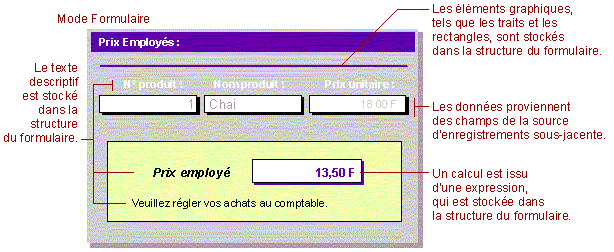 Mode Formulaire
Prix Employés :
N° produit :
Nom produit :
Prix unitaire :
1
Chai
18,00 F
Prix employé
13,50 F
Veuillez régler vos achats au comptable.
Le texte
descriptif
est stocké
dans la
structure
du formulaire.
Les éléments graphiques,
tels que les traits et les
rectangles, sont stockés
dans la structure du formulaire.
Les données proviennent
des champs de la source
d'enregistrements sous-jacente.
Un calcul est issu
d'une expression,
qui est stockée dans
la structure du formulaire.